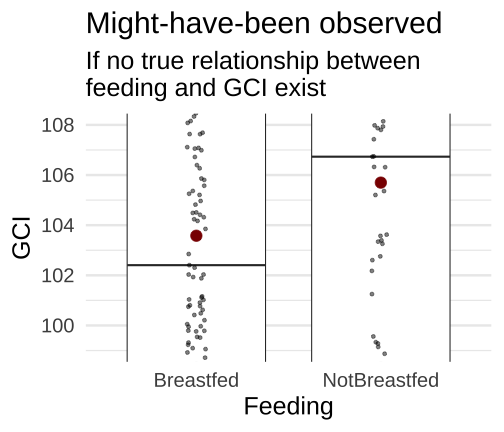 Might-have-been observed
If no true relationship between
feeding and GCI exist
108
106
104
102
100
GCI
Breastfed NotBreastfed
Feeding